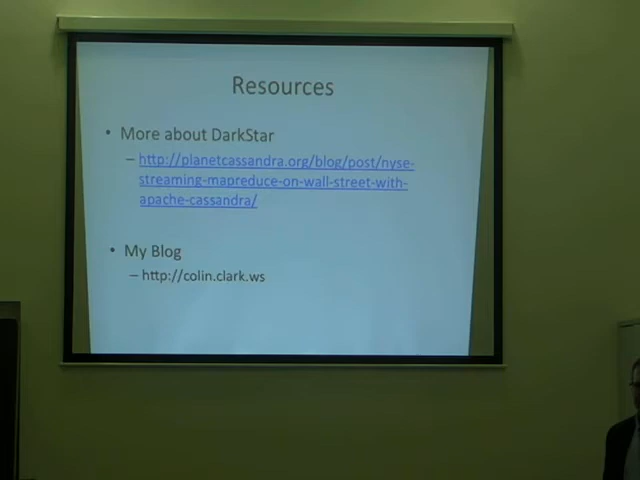 Resources
• More about DarkStar
– http://planetcassandra.org/blog/post/nyse-
streaming-mapreduce-on-wall-street-with-
apache-cassandra/
• My Blog
– http://colin.clark.ws